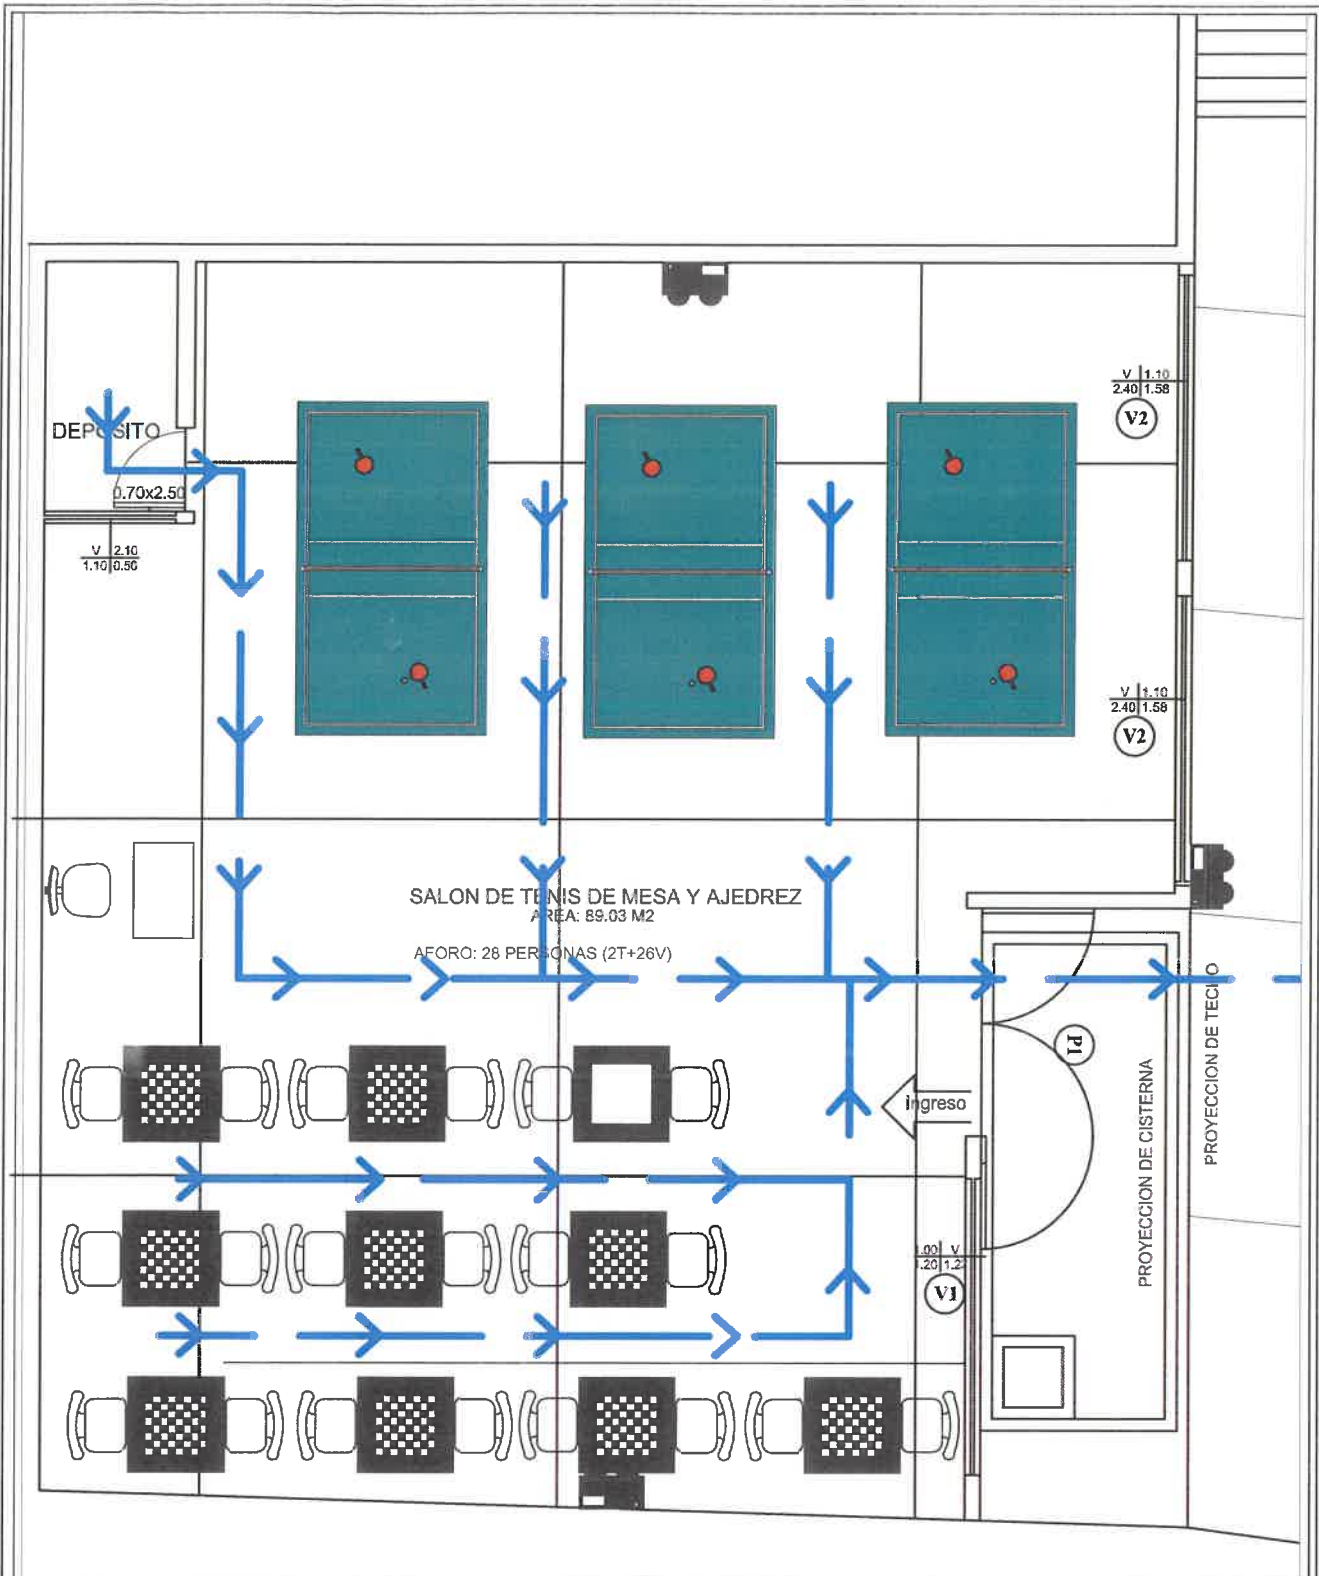 V 1.10
2.40 1.58
V2
DEPOSITO
0.70x2.50
V 2.10
1.10 0.50
V 1.10
2.40 1.58
V2
SALON DE TENIS DE MESA Y AJEDREZ
AREA: 89.03 M2
AFORO: 28 PERSONAS (2T+26V)
PROYECCION DE TECHO
P1
ingreso
PROYECCION DE CISTERNA
V
V1